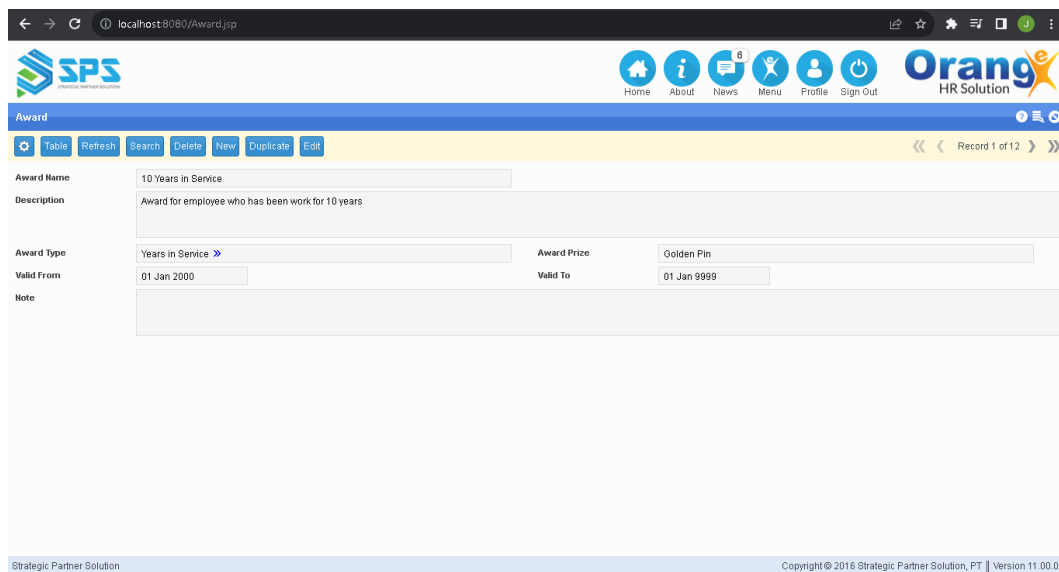 localhost:8080/Award.jsp
J
SPS
STRATEGIC PARTNER SOLUTION
6
Home About News Menu Profile Sign Out
Orange
HR Solution
Award
Table Refresh Search Delete New Duplicate Edit
Record 1 of 12
Award Name 10 Years in Service
Description Award for employee who has been work for 10 years
Award Type Years in Service Award Prize Golden Pin
Valid From 01 Jan 2000 Valid To 01 Jan 9999
Note
Strategic Partner Solution Copyright © 2016 Strategic Partner Solution, PT || Version 11.00.0